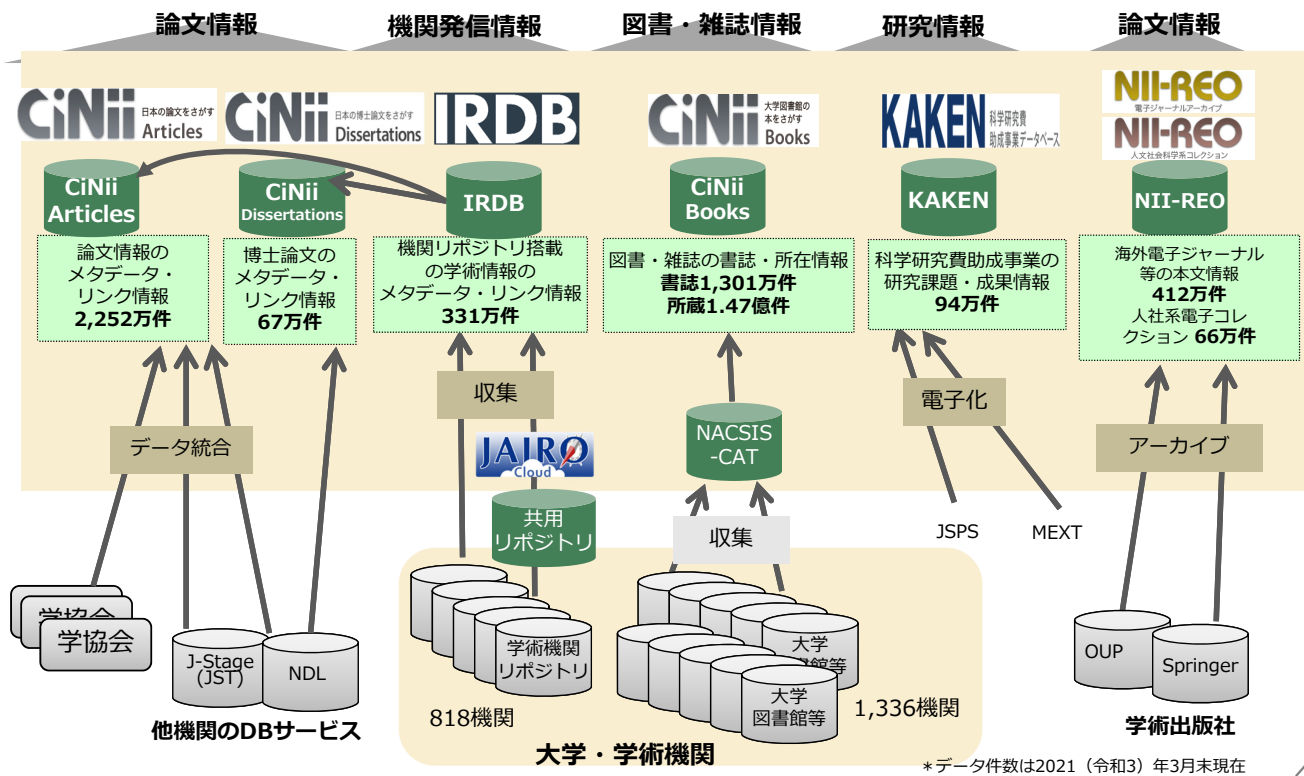 論文情報
機関発信情報
図書・雑誌情報
研究情報
論文情報
CiNii 日本の論文をさがす Articles
CiNii 日本の博士論文をさがす Dissertations
IRDB
CiNii 大学図書館の本をさがす Books
KAKEN 科学研究費助成事業データベース
NII-REO
電子ジャーナルアーカイブ
NII-REO
人文社会科学系コレクション
CiNii
Articles
CiNii
Dissertations
IRDB
CiNii
Books
KAKEN
NII-REO
論文情報の
メタデータ・
リンク情報
2,252万件
博士論文の
メタデータ・
リンク情報
67万件
機関リポジトリ搭載
の学術情報の
メタデータ・リンク情報
331万件
図書・雑誌の書誌・所在情報
書誌1,301万件
所蔵1.47億件
科学研究費助成事業の
研究課題・成果情報
94万件
海外電子ジャーナル
等の本文情報
412万件
人社系電子コレ
クション 66万件
データ統合
収集
JAIRO
Cloud
共用
リポジトリ
NACSIS
-CAT
収集
電子化
アーカイブ
JSPS
MEXT
学協会
学協会
学協会
J-Stage
(JST)
NDL
他機関のDBサービス
学術機関
リポジトリ
818機関
大学
図書館等
大学
図書館等
1,336機関
大学・学術機関
OUP
Springer
学術出版社
＊データ件数は2021（令和3）年3月末現在